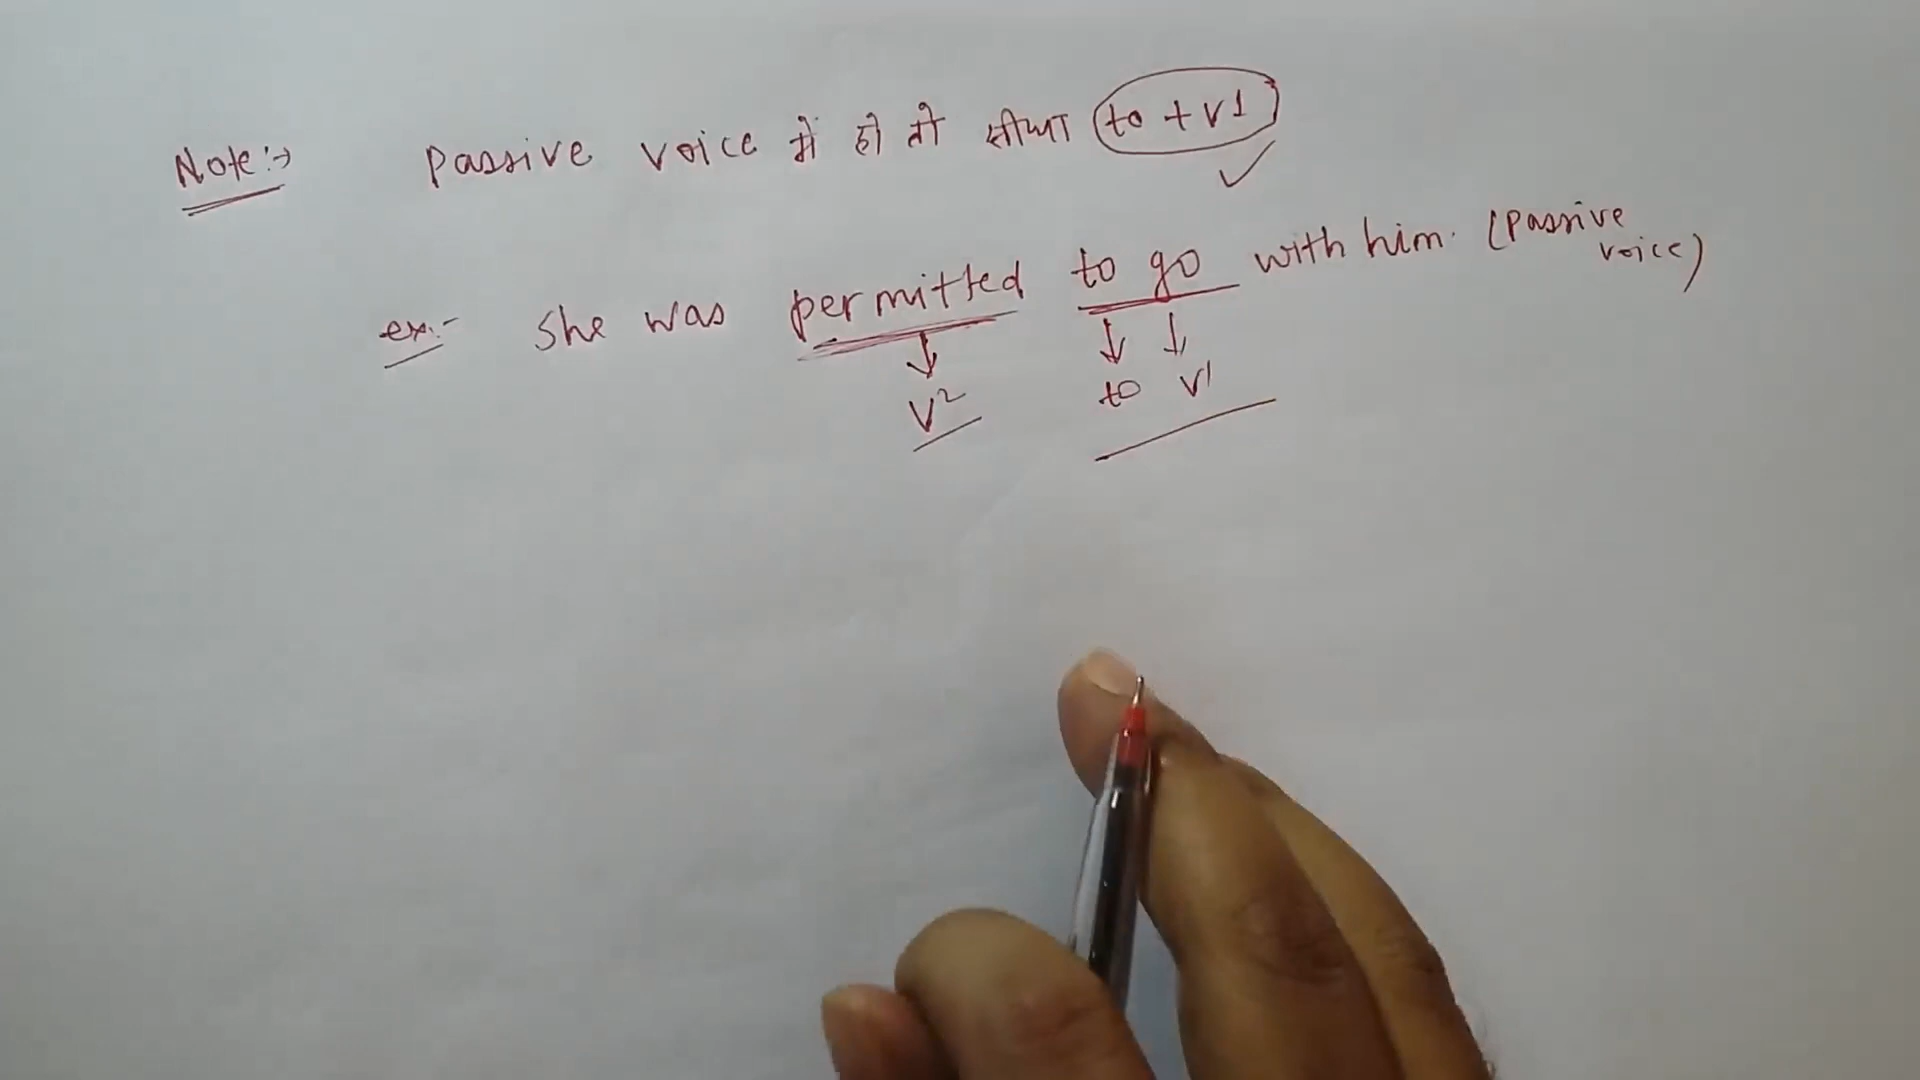 Note:→ Passive voice में हो तो सीधा to + V1
ex:- She was permitted to go with him. (Passive voice)
V2 to V1